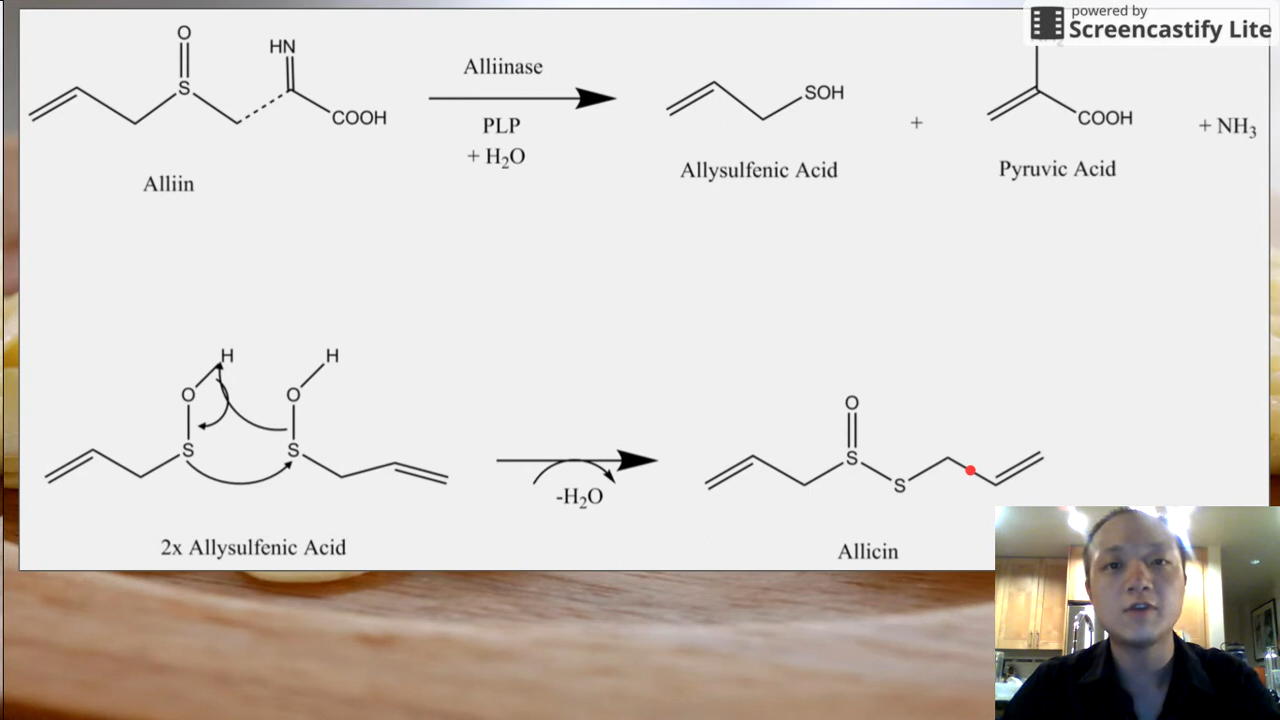 powered by
Screencastify Lite
O
HN
S
COOH
Alliin
Alliinase
PLP
+ H₂O
SOH
Allysulfenic Acid
+
COOH
Pyruvic Acid
+ NH₃
H
H
O
O
S
S
2x Allysulfenic Acid
-H₂O
O
S
S
Allicin